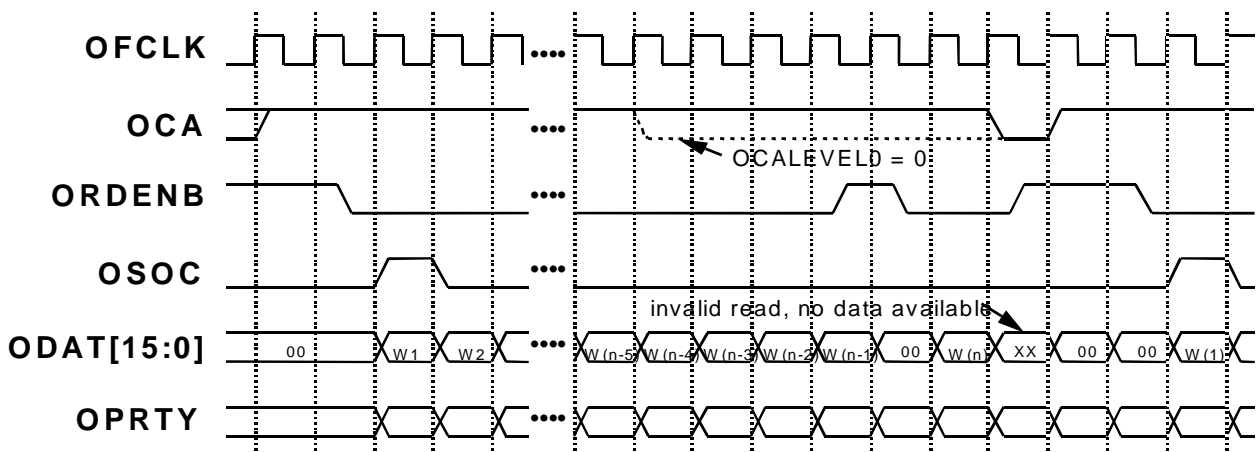 OFCLK
OCA
OCALEVEL0 = 0
ORDENB
OSOC
invalid read, no data available
ODAT[15:0] 00 W1 W2 W(n-5) W(n-4) W(n-3) W(n-2) W(n-1) 00 W(n) XX 00 00 W(1)
OPRTY